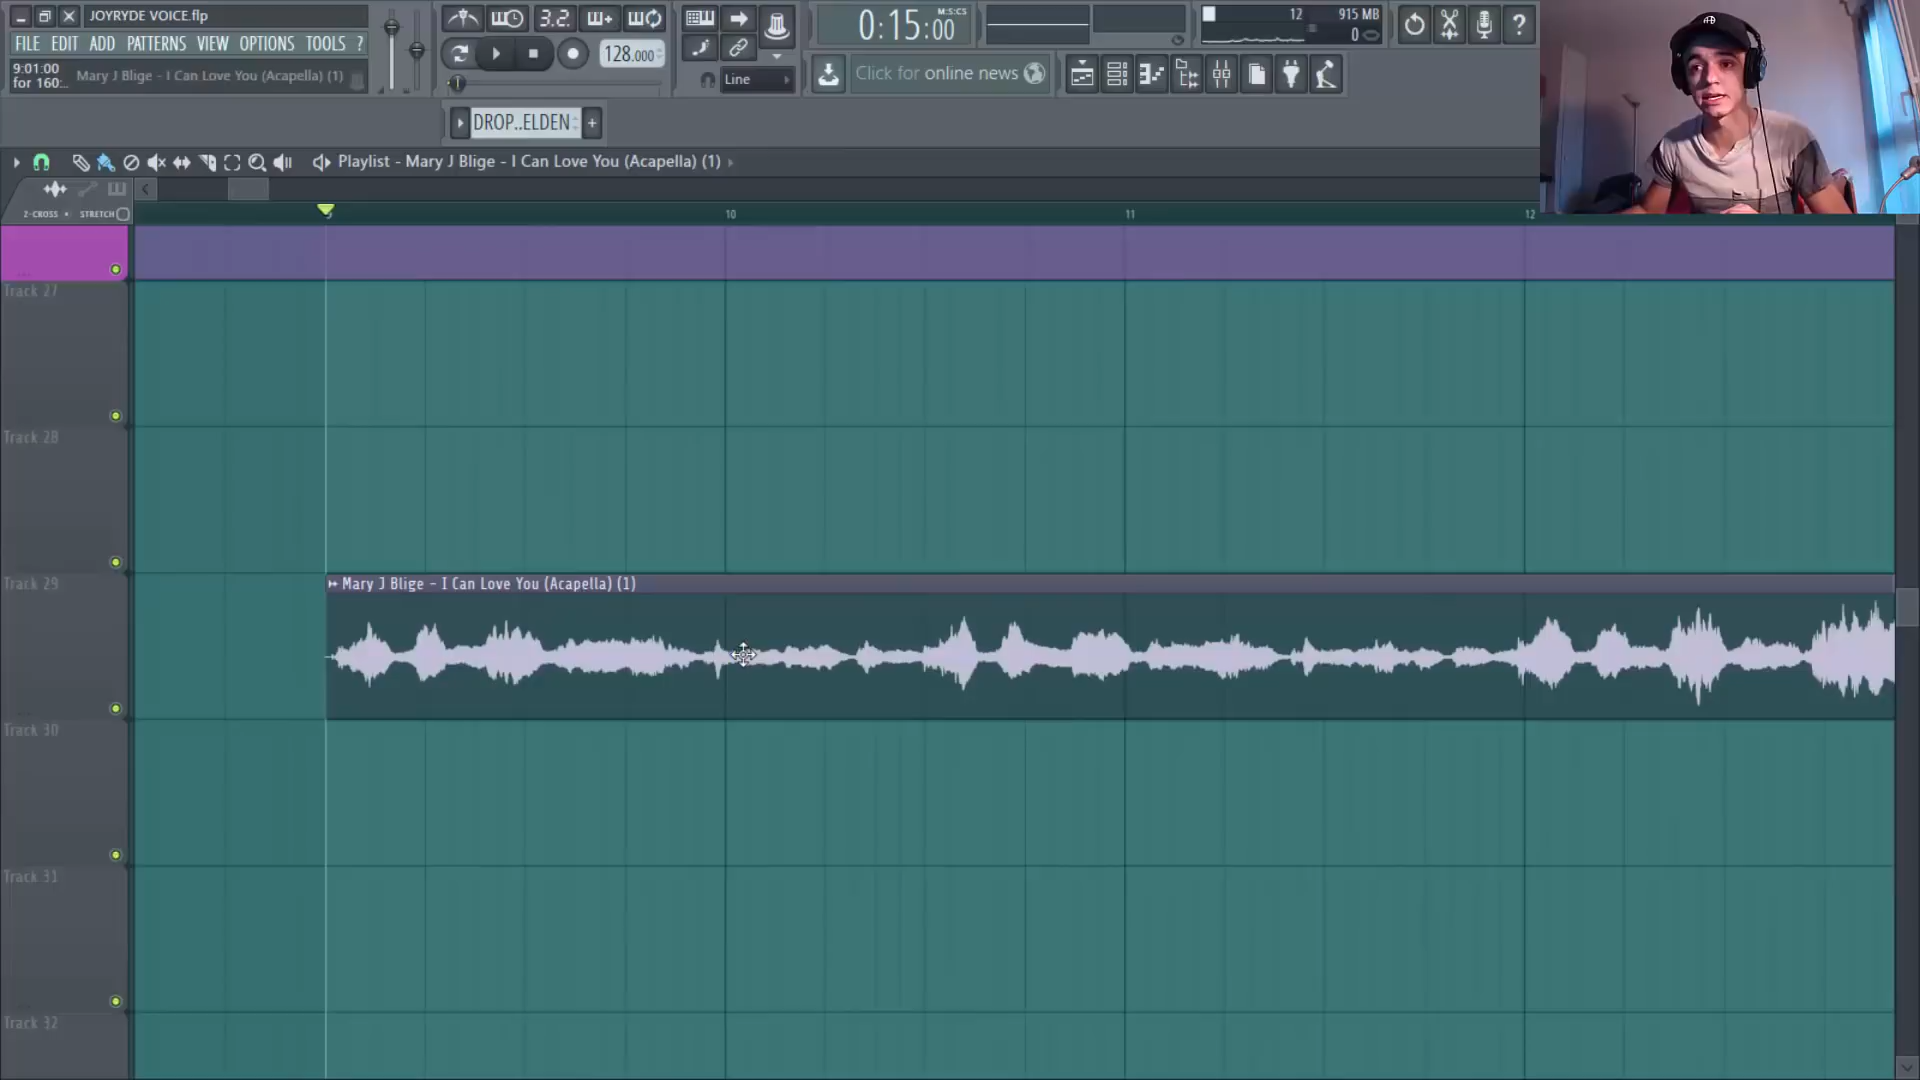 JOYRYDE VOICE.flp
FILE EDIT ADD PATTERNS VIEW OPTIONS TOOLS ?
9:01:00
for 160:..
Mary J Blige - I Can Love You (Acapella) (1)
3.2.
128.000
Line
0:15:00
M:S:CS
12
915 MB
0
Click for online news
?
DROP..ELDEN
+
Playlist - Mary J Blige - I Can Love You (Acapella) (1)
Z-CROSS
STRETCH
10
11
12
Track 27
Track 28
Track 29
Mary J Blige - I Can Love You (Acapella) (1)
Track 30
Track 31
Track 32